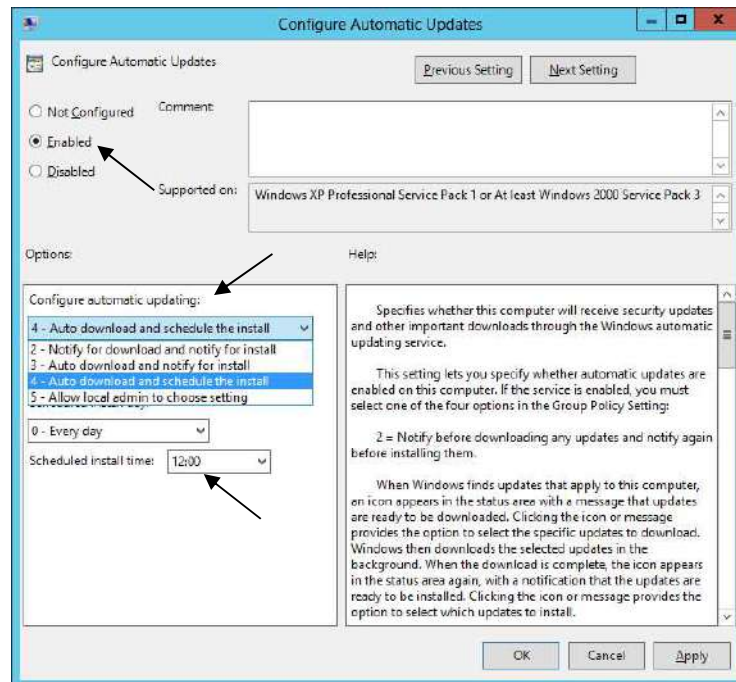 Configure Automatic Updates
Configure Automatic Updates
Previous Setting
Next Setting
Not Configured
Comment:
Enabled
Disabled
Supported on:
Windows XP Professional Service Pack 1 or At least Windows 2000 Service Pack 3
Options:
Help:
Configure automatic updating:
4 - Auto download and schedule the install
2 - Notify for download and notify for install
3 - Auto download and notify for install
4 - Auto download and schedule the install
5 - Allow local admin to choose setting
0 - Every day
Scheduled install time:
12:00
Specifies whether this computer will receive security updates
and other important downloads through the Windows automatic
updating service.
This setting lets you specify whether automatic updates are
enabled on this computer. If the service is enabled, you must
select one of the four options in the Group Policy Setting:
2 = Notify before downloading any updates and notify again
before installing them.
When Windows finds updates that apply to this computer,
an icon appears in the status area with a message that updates
are ready to be downloaded. Clicking the icon or message
provides the option to select the specific updates to download.
Windows then downloads the selected updates in the
background. When the download is complete, the icon appears
in the status area again, with a notification that the updates are
ready to be installed. Clicking the icon or message provides the
option to select which updates to install.
OK
Cancel
Apply